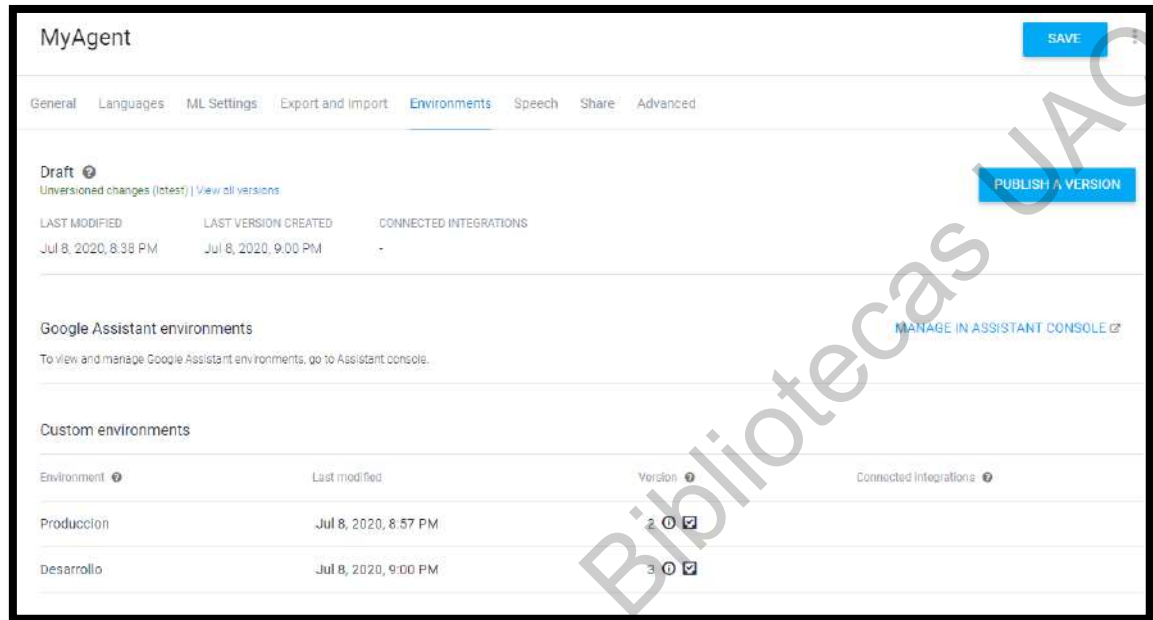 MyAgent
SAVE
General Languages ML Settings Export and Import Environments Speech Share Advanced
Draft
Unversioned changes (latest) | View all versions
PUBLISH A VERSION
LAST MODIFIED LAST VERSION CREATED CONNECTED INTEGRATIONS
Jul 8, 2020, 8:38 PM Jul 8, 2020, 9:00 PM -
Google Assistant environments
MANAGE IN ASSISTANT CONSOLE
To view and manage Google Assistant environments, go to Assistant console.
Custom environments
Environment Last modified Version Connected integrations
Produccion Jul 8, 2020, 8:57 PM 2
Desarrollo Jul 8, 2020, 9:00 PM 3
Bibliotecas UAC